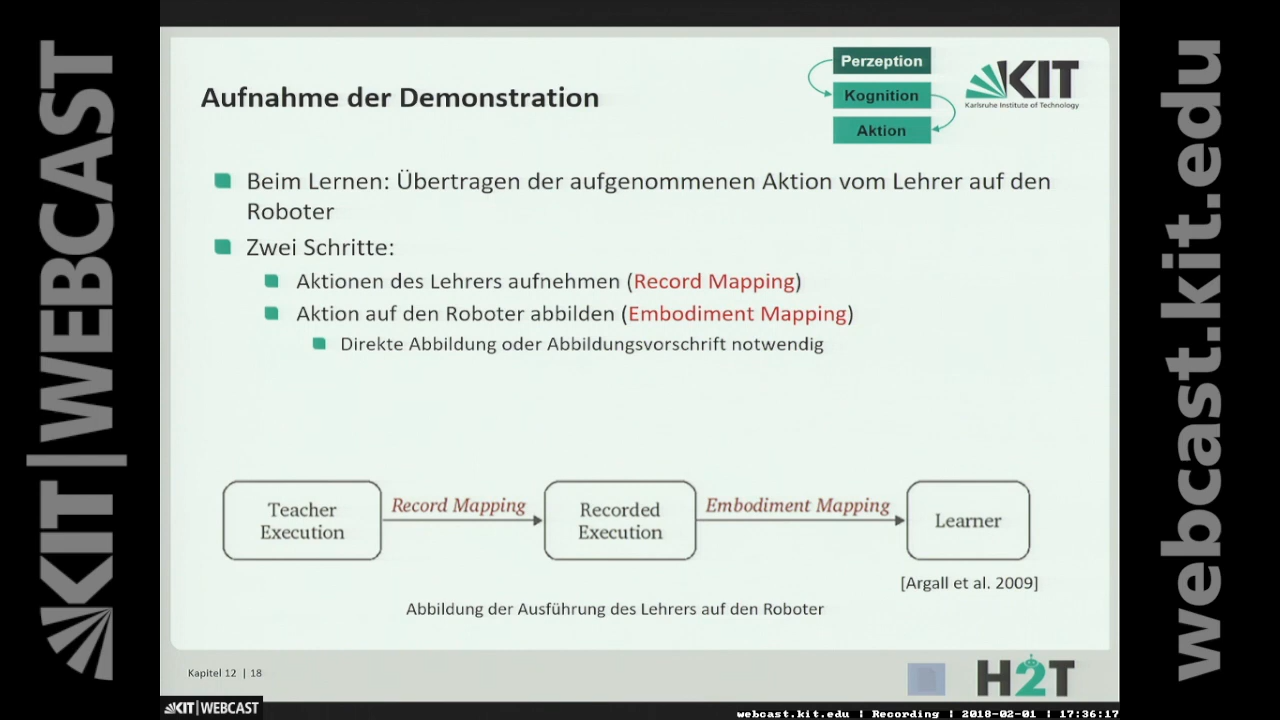 KIT|WEBCAST
webcast.kit.edu
Aufnahme der Demonstration
Perzeption
Kognition
Aktion
KIT
Karlsruhe Institute of Technology
Beim Lernen: Übertragen der aufgenommenen Aktion vom Lehrer auf den
Roboter
Zwei Schritte:
Aktionen des Lehrers aufnehmen (Record Mapping)
Aktion auf den Roboter abbilden (Embodiment Mapping)
Direkte Abbildung oder Abbildungsvorschrift notwendig
Teacher
Execution
Record Mapping
Recorded
Execution
Embodiment Mapping
Learner
[Argall et al. 2009]
Abbildung der Ausführung des Lehrers auf den Roboter
Kapitel 12 | 18
H2T
KIT|WEBCAST
webcast.kit.edu | Recording | 2018-02-01 | 17:36:17